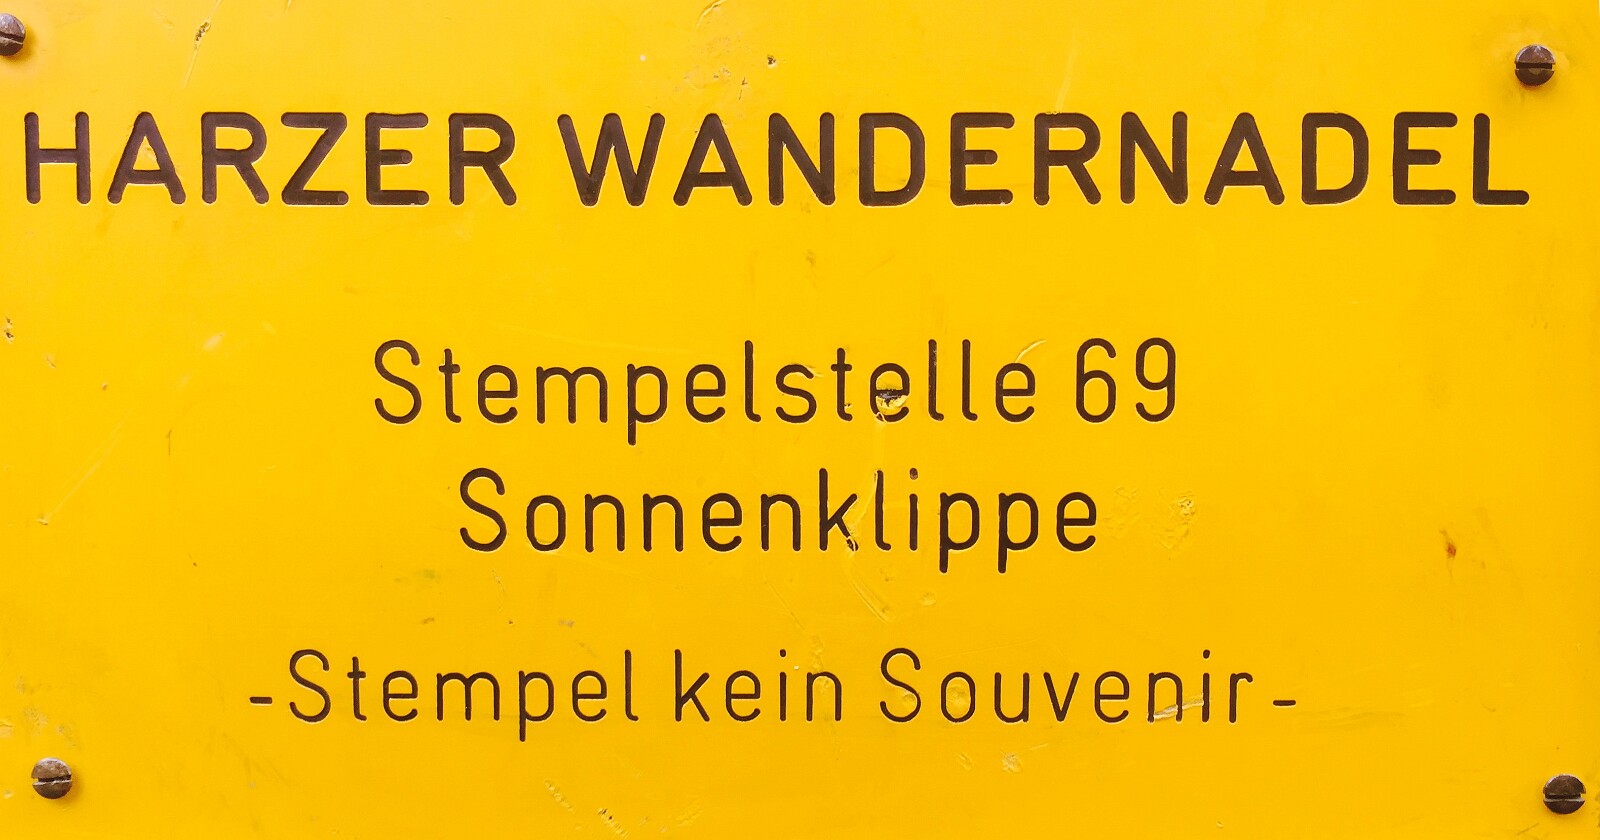 HARZER WANDERNADEL
Stempelstelle 69
Sonnenklippe
-Stempel kein Souvenir-